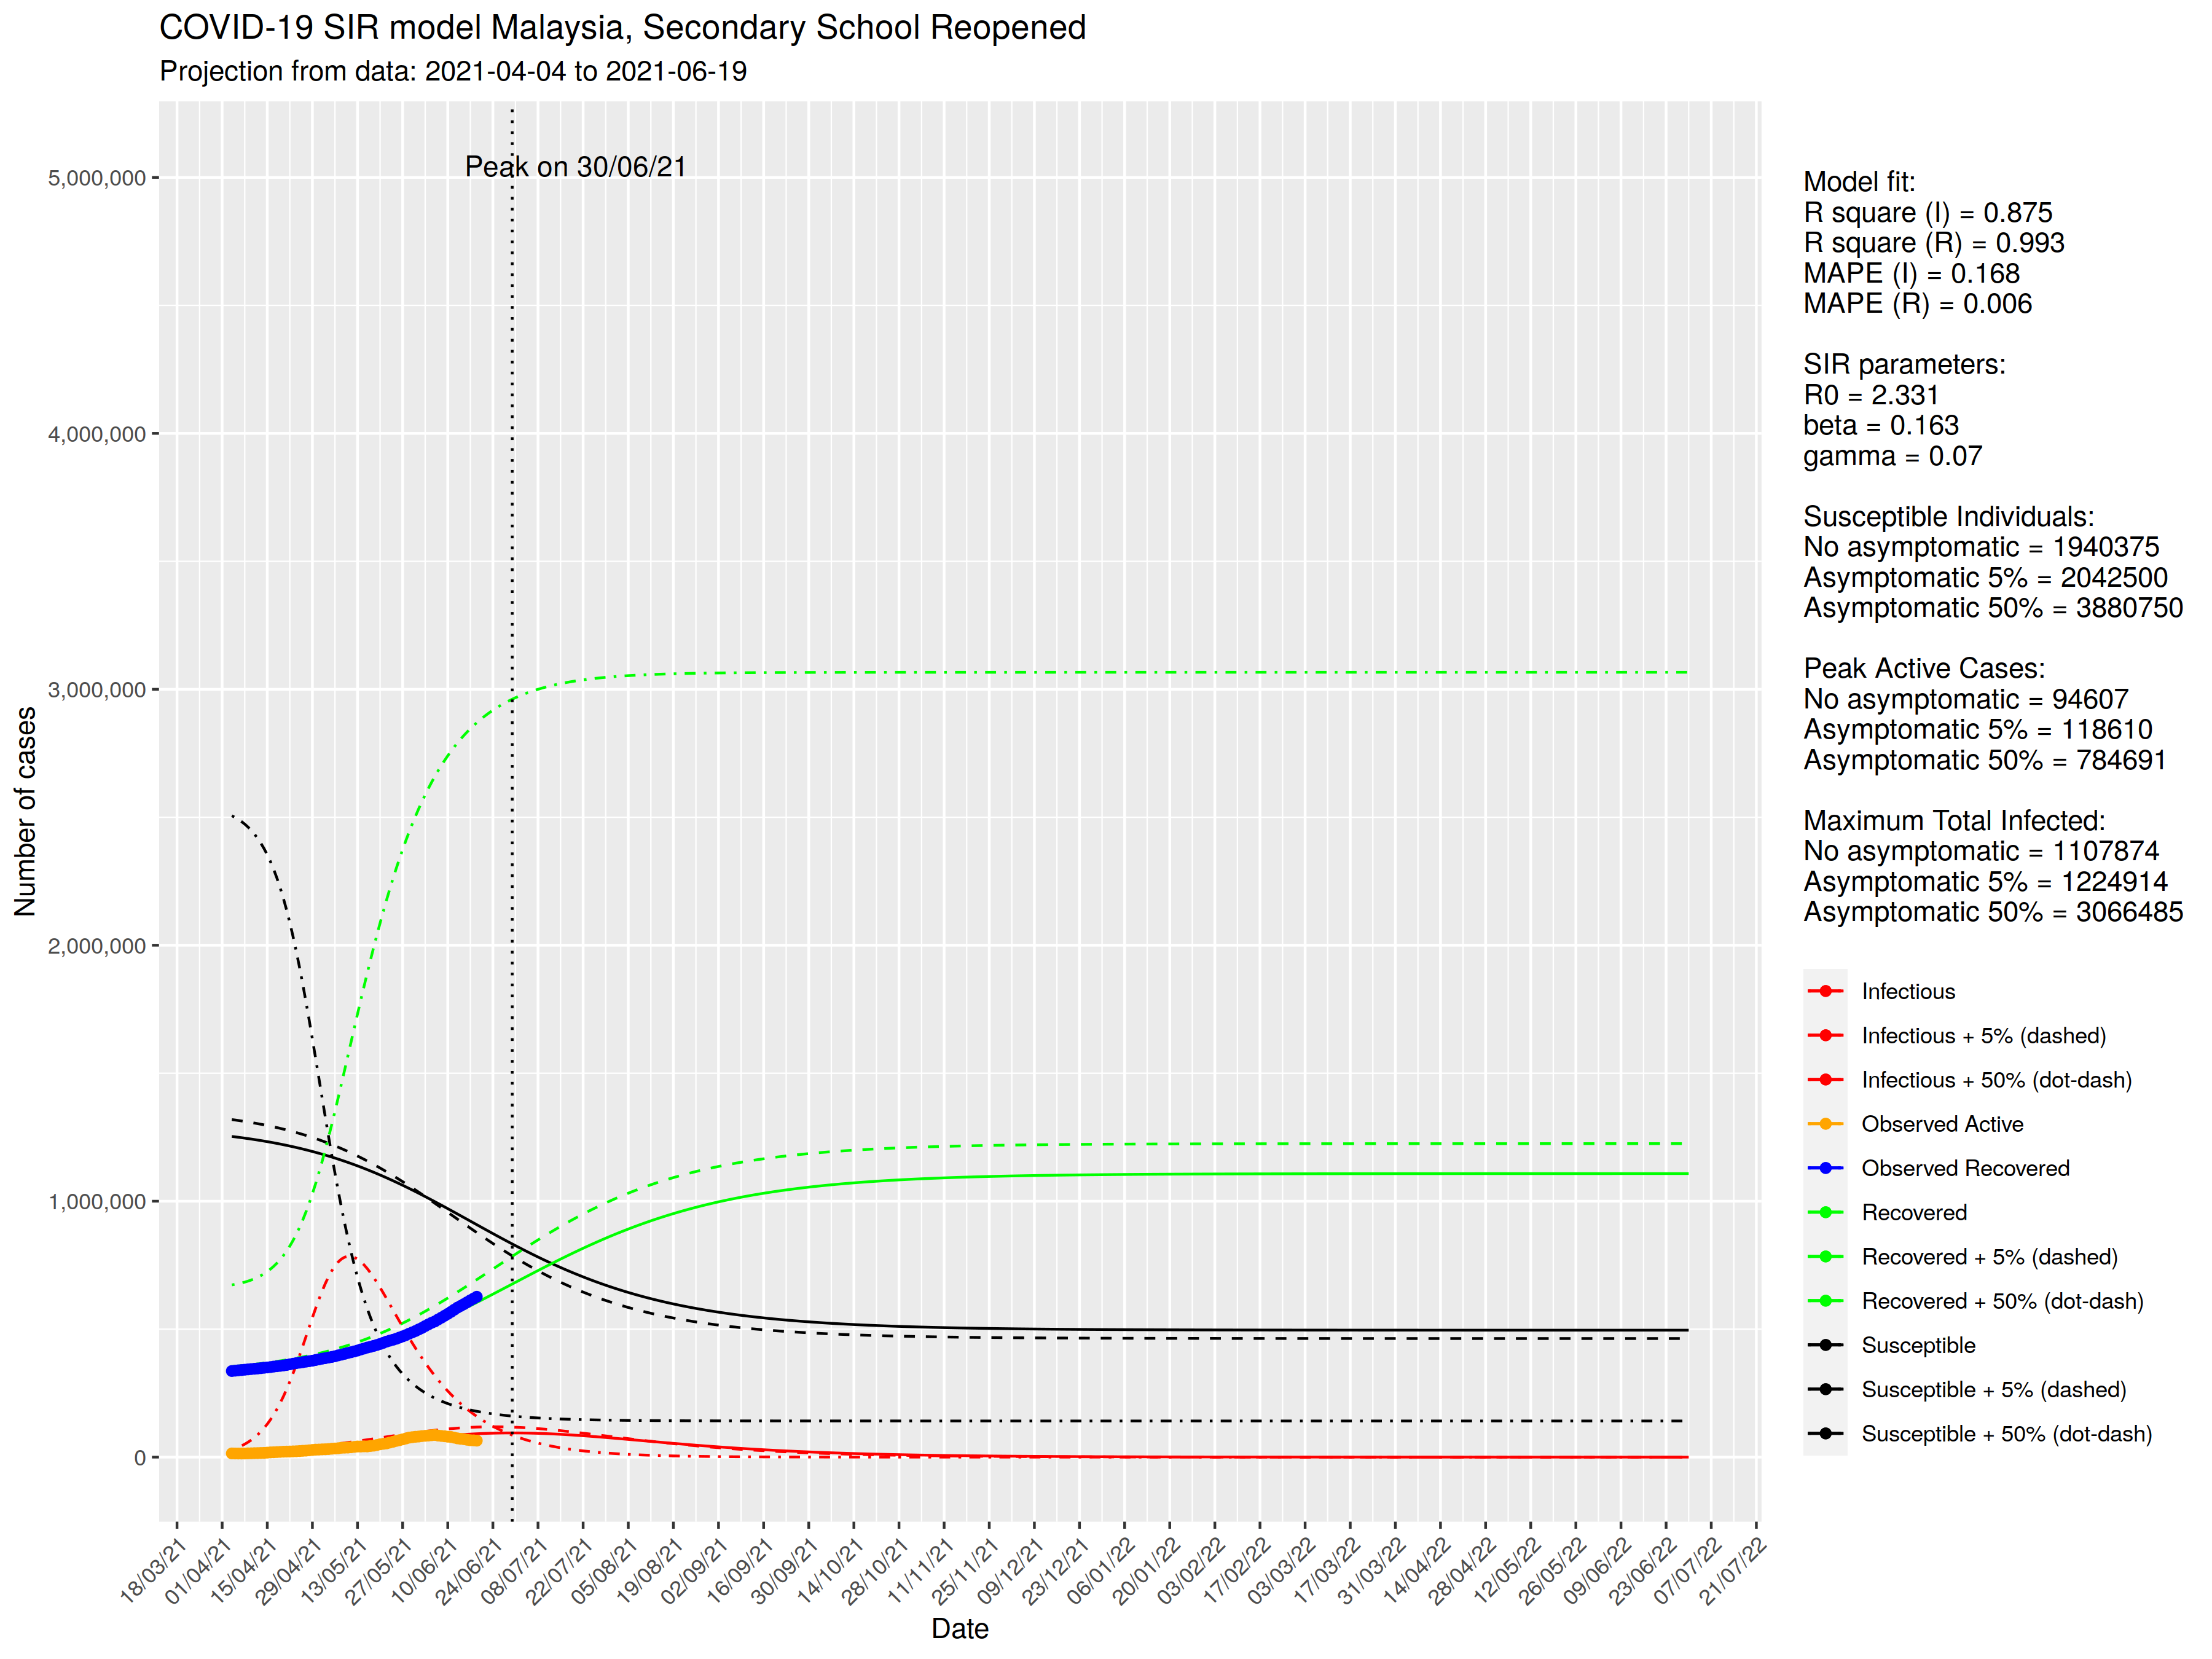 COVID-19 SIR model Malaysia, Secondary School Reopened
Projection from data: 2021-04-04 to 2021-06-19
Peak on 30/06/21
5,000,000
4,000,000
3,000,000
2,000,000
1,000,000
0
Number of cases
18/03/21
01/04/21
15/04/21
29/04/21
13/05/21
27/05/21
10/06/21
24/06/21
08/07/21
22/07/21
05/08/21
19/08/21
02/09/21
16/09/21
30/09/21
14/10/21
28/10/21
11/11/21
25/11/21
09/12/21
23/12/21
06/01/22
20/01/22
03/02/22
17/02/22
03/03/22
17/03/22
31/03/22
14/04/22
28/04/22
12/05/22
26/05/22
09/06/22
23/06/22
07/07/22
21/07/22
Date
Model fit:
R square (I) = 0.875
R square (R) = 0.993
MAPE (I) = 0.168
MAPE (R) = 0.006
SIR parameters:
R0 = 2.331
beta = 0.163
gamma = 0.07
Susceptible Individuals:
No asymptomatic = 1940375
Asymptomatic 5% = 2042500
Asymptomatic 50% = 3880750
Peak Active Cases:
No asymptomatic = 94607
Asymptomatic 5% = 118610
Asymptomatic 50% = 784691
Maximum Total Infected:
No asymptomatic = 1107874
Asymptomatic 5% = 1224914
Asymptomatic 50% = 3066485
Infectious
Infectious + 5% (dashed)
Infectious + 50% (dot-dash)
Observed Active
Observed Recovered
Recovered
Recovered + 5% (dashed)
Recovered + 50% (dot-dash)
Susceptible
Susceptible + 5% (dashed)
Susceptible + 50% (dot-dash)